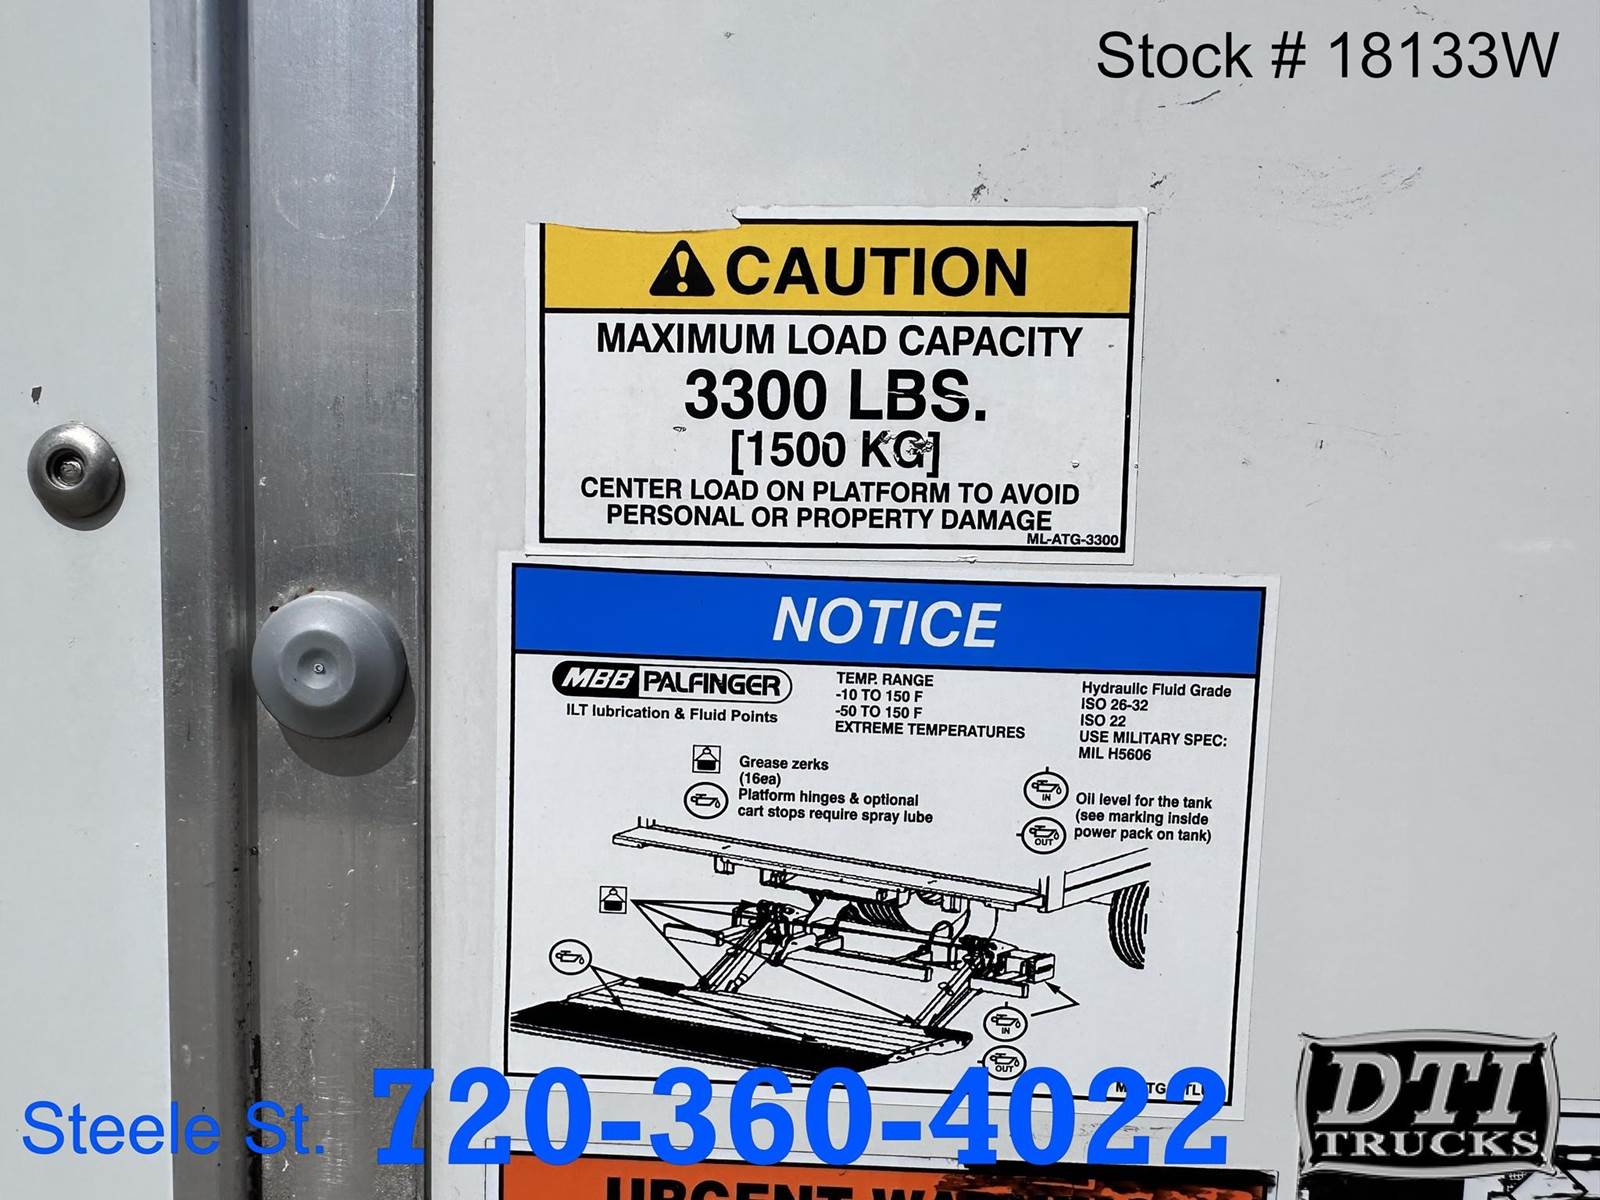 Stock # 18133W
CAUTION
MAXIMUM LOAD CAPACITY
3300 LBS.
[1500 KG]
CENTER LOAD ON PLATFORM TO AVOID
PERSONAL OR PROPERTY DAMAGE
ML-ATG-3300
NOTICE
MBB PALFINGER
ILT lubrication & Fluid Points
TEMP. RANGE
-10 TO 150 F
-50 TO 150 F
EXTREME TEMPERATURES
Hydraulic Fluid Grade
ISO 26-32
ISO 22
USE MILITARY SPEC:
MIL H5606
Grease zerks
(16ea)
Platform hinges & optional
cart stops require spray lube
IN
OUT
Oil level for the tank
(see marking inside
power pack on tank)
IN
OUT
Steele St. 720-360-4022
DTI
TRUCKS
URGENT